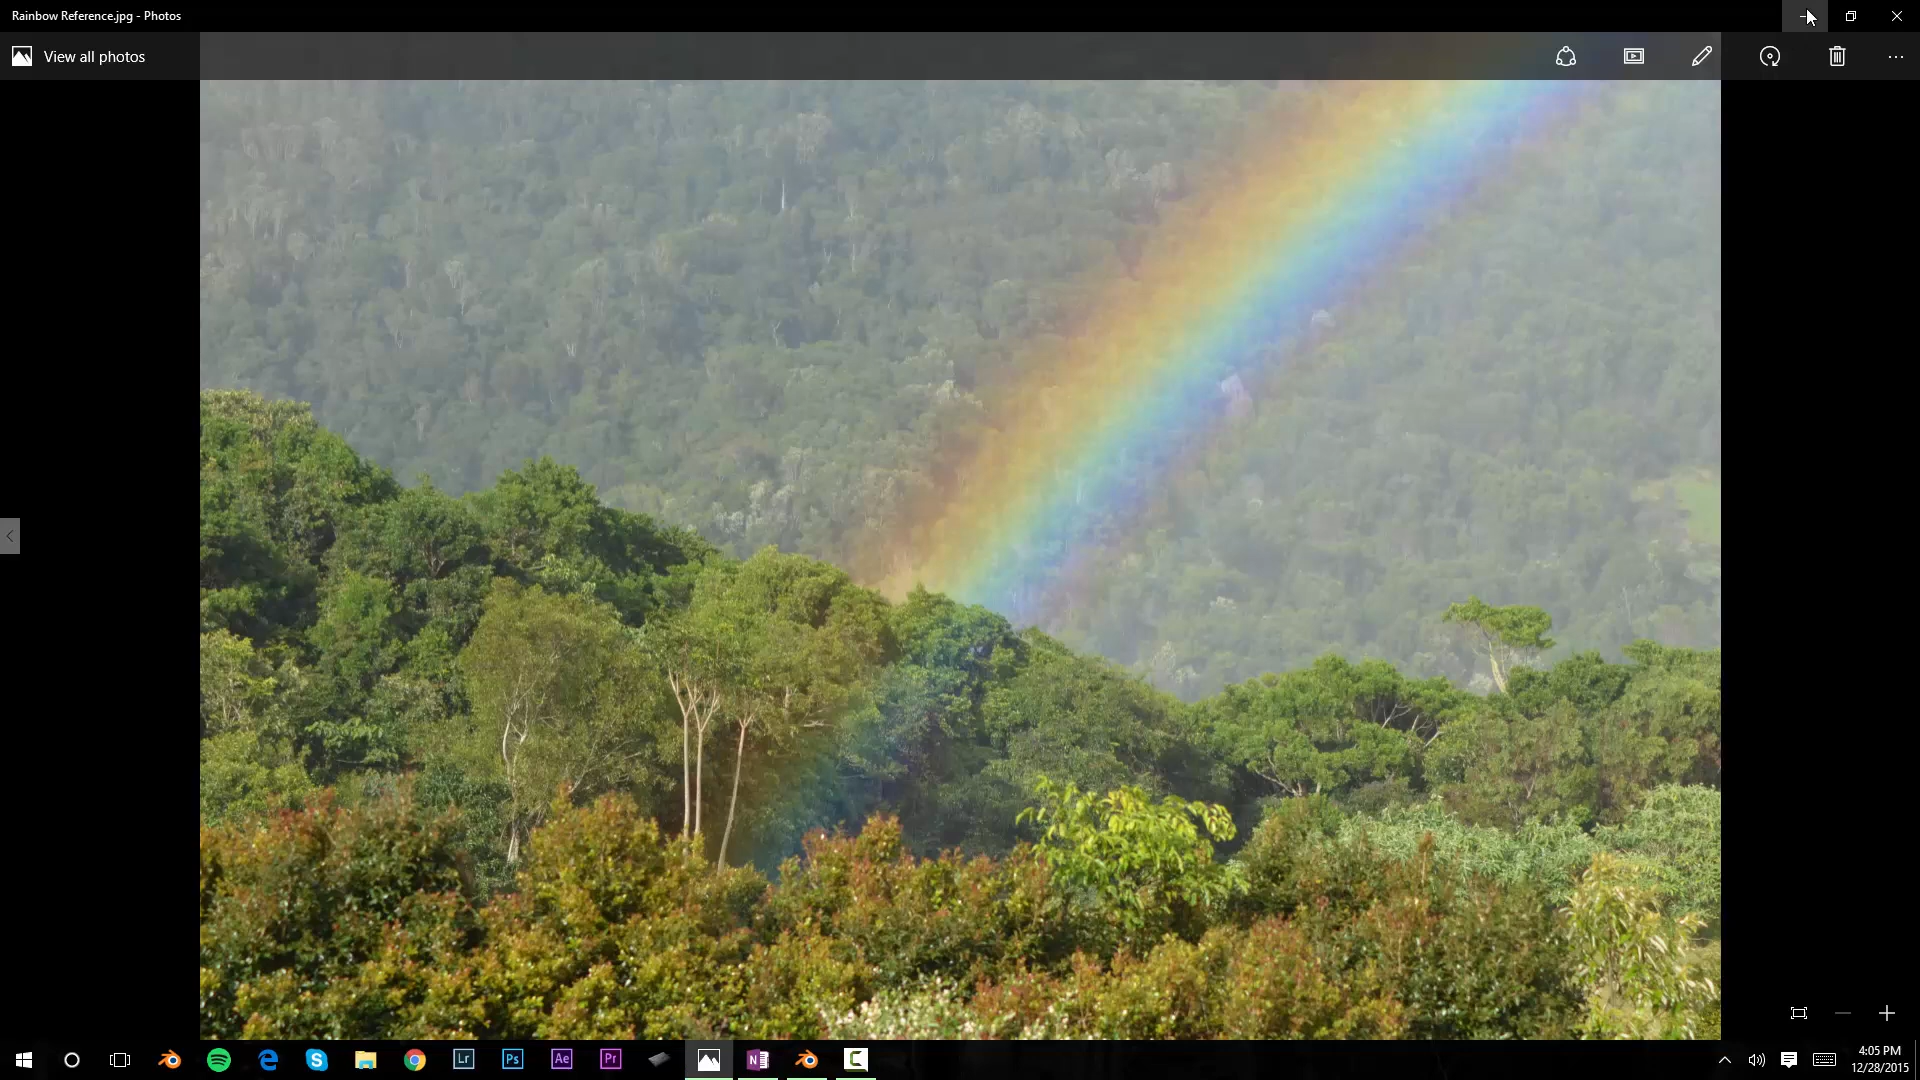 Rainbow Reference.jpg - Photos
View all photos
Lr
Ps
Ae
Pr
N
4:05 PM
12/28/2015